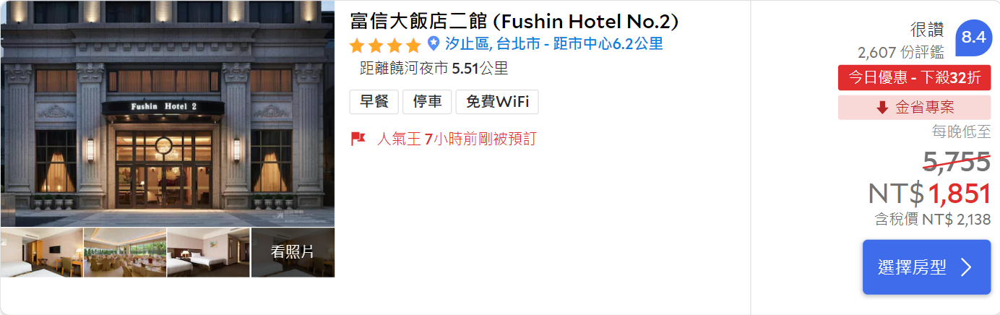 富信大飯店二館 (Fushin Hotel No.2)
汐止區, 台北市 - 距市中心6.2公里
距離饒河夜市 5.51公里
早餐
停車
免費WiFi
人氣王 7小時前剛被預訂
Fushin Hotel 2
看照片
很讚
8.4
2,607 份評鑑
今日優惠 - 下殺32折
金省專案
每晚低至
5,755
NT$ 1,851
含稅價 NT$ 2,138
選擇房型